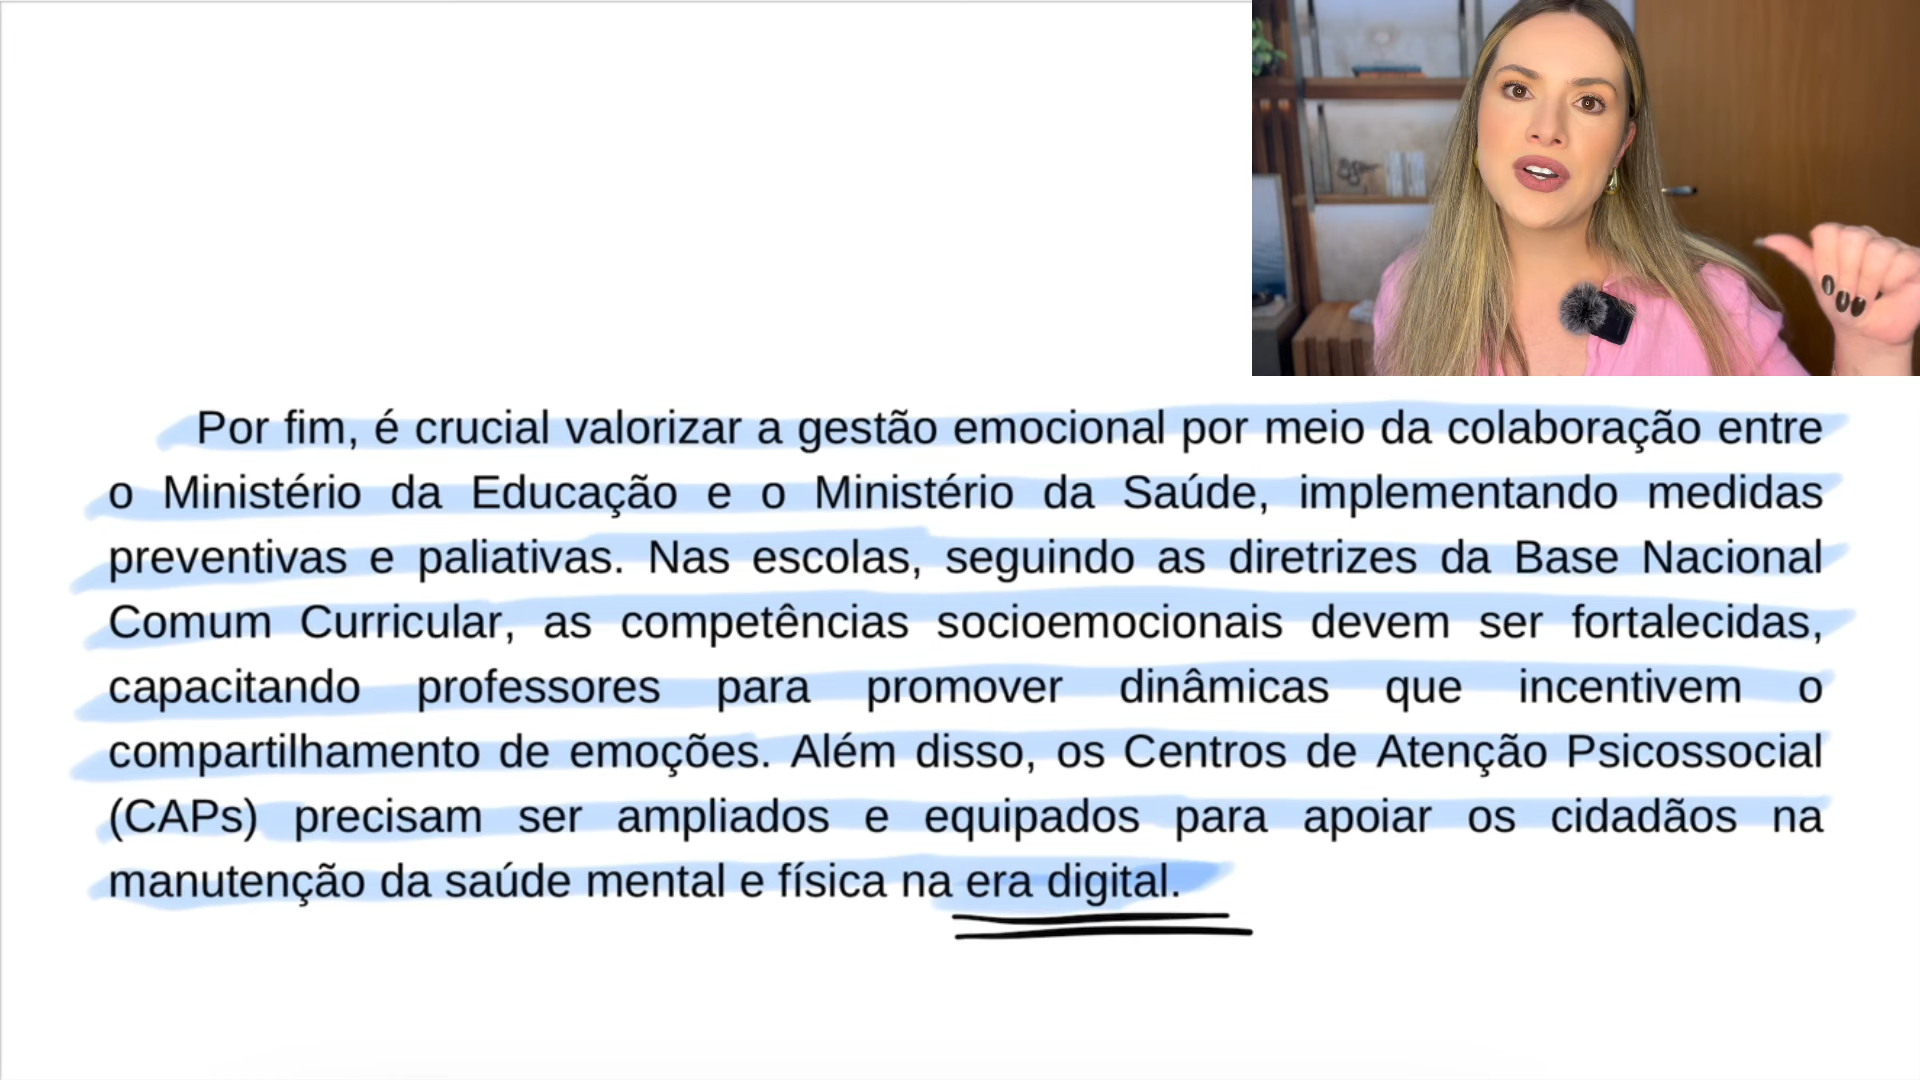 Por fim, é crucial valorizar a gestão emocional por meio da colaboração entre
o Ministério da Educação e o Ministério da Saúde, implementando medidas
preventivas e paliativas. Nas escolas, seguindo as diretrizes da Base Nacional
Comum Curricular, as competências socioemocionais devem ser fortalecidas,
capacitando professores para promover dinâmicas que incentivem o
compartilhamento de emoções. Além disso, os Centros de Atenção Psicossocial
(CAPs) precisam ser ampliados e equipados para apoiar os cidadãos na
manutenção da saúde mental e física na era digital.